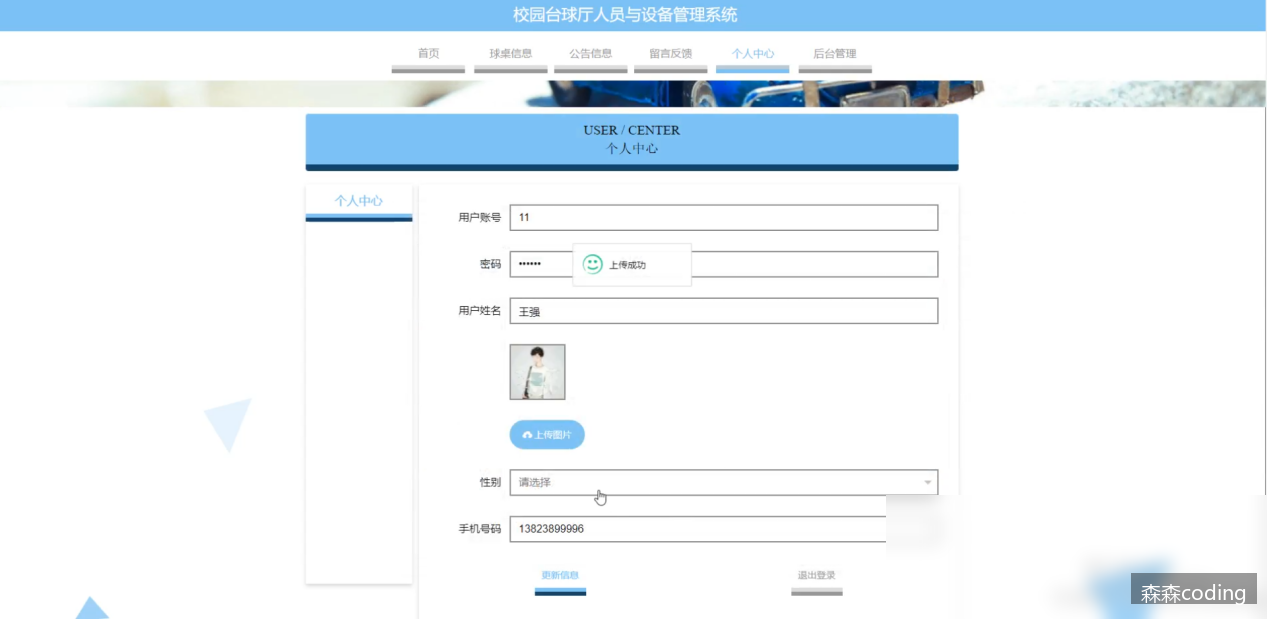 校园台球厅人员与设备管理系统
首页 球桌信息 公告信息 留言反馈 个人中心 后台管理
USER / CENTER
个人中心
个人中心
用户账号 11
密码 ••••••
上传成功
用户姓名 王强
上传图片
性别 请选择
手机号码 13823899996
更新信息 退出登录
森森coding